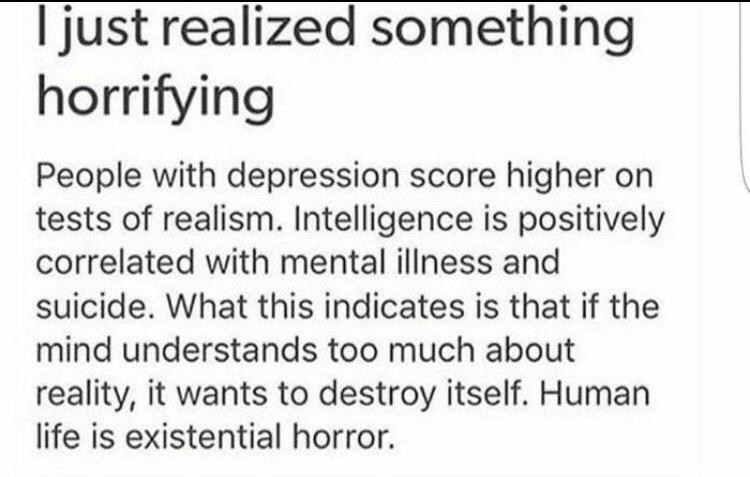 I just realized something
horrifying
People with depression score higher on
tests of realism. Intelligence is positively
correlated with mental illness and
suicide. What this indicates is that if the
mind understands too much about
reality, it wants to destroy itself. Human
life is existential horror.